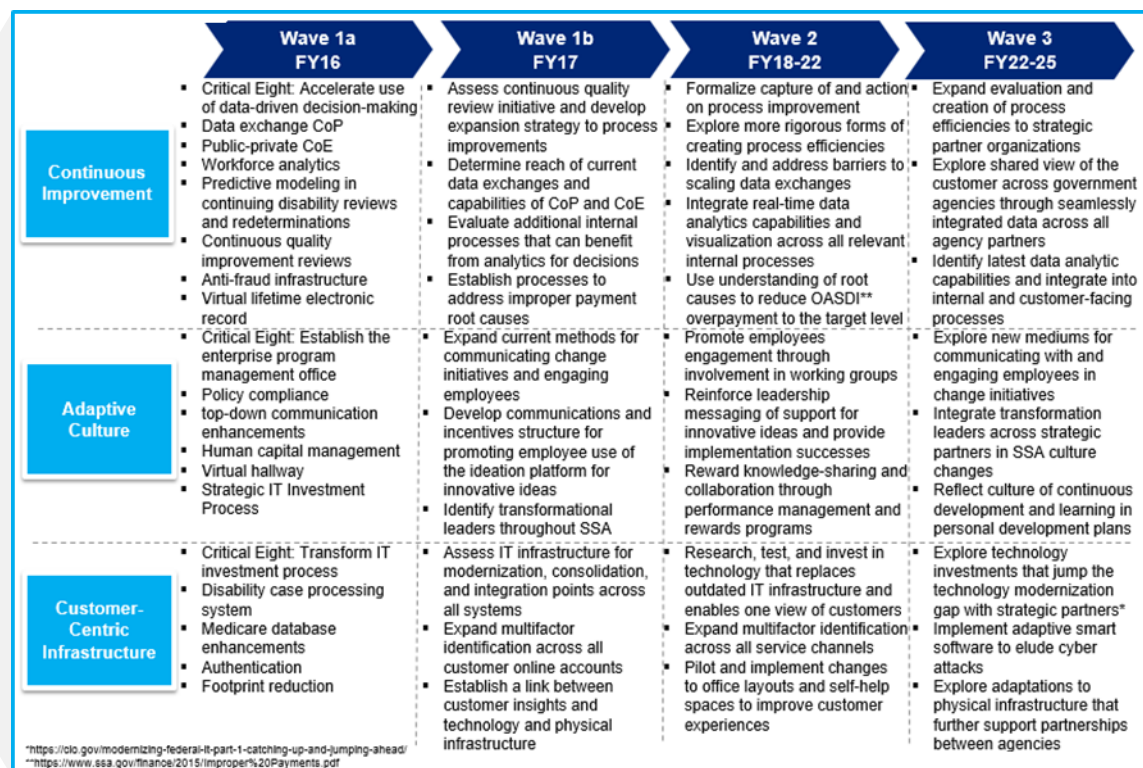 Wave 1a
FY16
Wave 1b
FY17
Wave 2
FY18-22
Wave 3
FY22-25
Continuous
Improvement
▪ Critical Eight: Accelerate use
of data-driven decision-making
▪ Data exchange CoP
▪ Public-private CoE
▪ Workforce analytics
▪ Predictive modeling in
continuing disability reviews
and redeterminations
▪ Continuous quality
improvement reviews
▪ Anti-fraud infrastructure
▪ Virtual lifetime electronic
record
▪ Assess continuous quality
review initiative and develop
expansion strategy to process
improvements
▪ Determine reach of current
data exchanges and
capabilities of CoP and CoE
▪ Evaluate additional internal
processes that can benefit
from analytics for decisions
▪ Establish processes to
address improper payment
root causes
▪ Formalize capture of and action
on process improvement
▪ Explore more rigorous forms of
creating process efficiencies
▪ Identify and address barriers to
scaling data exchanges
▪ Integrate real-time data
analytics capabilities and
visualization across all relevant
internal processes
▪ Use understanding of root
causes to reduce OASDI**
overpayment to the target level
▪ Expand evaluation and
creation of process
efficiencies to strategic
partner organizations
▪ Explore shared view of the
customer across government
agencies through seamlessly
integrated data across all
agency partners
▪ Identify latest data analytic
capabilities and integrate into
internal and customer-facing
processes
Adaptive
Culture
▪ Critical Eight: Establish the
enterprise program
management office
▪ Policy compliance
▪ top-down communication
enhancements
▪ Human capital management
▪ Virtual hallway
▪ Strategic IT Investment
Process
▪ Expand current methods for
communicating change
initiatives and engaging
employees
▪ Develop communications and
incentives structure for
promoting employee use of
the ideation platform for
innovative ideas
▪ Identify transformational
leaders throughout SSA
▪ Promote employees
engagement through
involvement in working groups
▪ Reinforce leadership
messaging of support for
innovative ideas and provide
implementation successes
▪ Reward knowledge-sharing and
collaboration through
performance management and
rewards programs
▪ Explore new mediums for
communicating with and
engaging employees in
change initiatives
▪ Integrate transformation
leaders across strategic
partners in SSA culture
changes
▪ Reflect culture of continuous
development and learning in
personal development plans
Customer-
Centric
Infrastructure
▪ Critical Eight: Transform IT
investment process
▪ Disability case processing
system
▪ Medicare database
enhancements
▪ Authentication
▪ Footprint reduction
▪ Assess IT infrastructure for
modernization, consolidation,
and integration points across
all systems
▪ Expand multifactor
identification across all
customer online accounts
▪ Establish a link between
customer insights and
technology and physical
infrastructure
▪ Research, test, and invest in
technology that replaces
outdated IT infrastructure and
enables one view of customers
▪ Expand multifactor identification
across all service channels
▪ Pilot and implement changes
to office layouts and self-help
spaces to improve customer
experiences
▪ Explore technology
investments that jump the
technology modernization
gap with strategic partners*
▪ Implement adaptive smart
software to elude cyber
attacks
▪ Explore adaptations to
physical infrastructure that
further support partnerships
between agencies
*https://cio.gov/modernizing-federal-it-part-1-catching-up-and-jumping-ahead/
**https://www.ssa.gov/finance/2015/Improper%20Payments.pdf